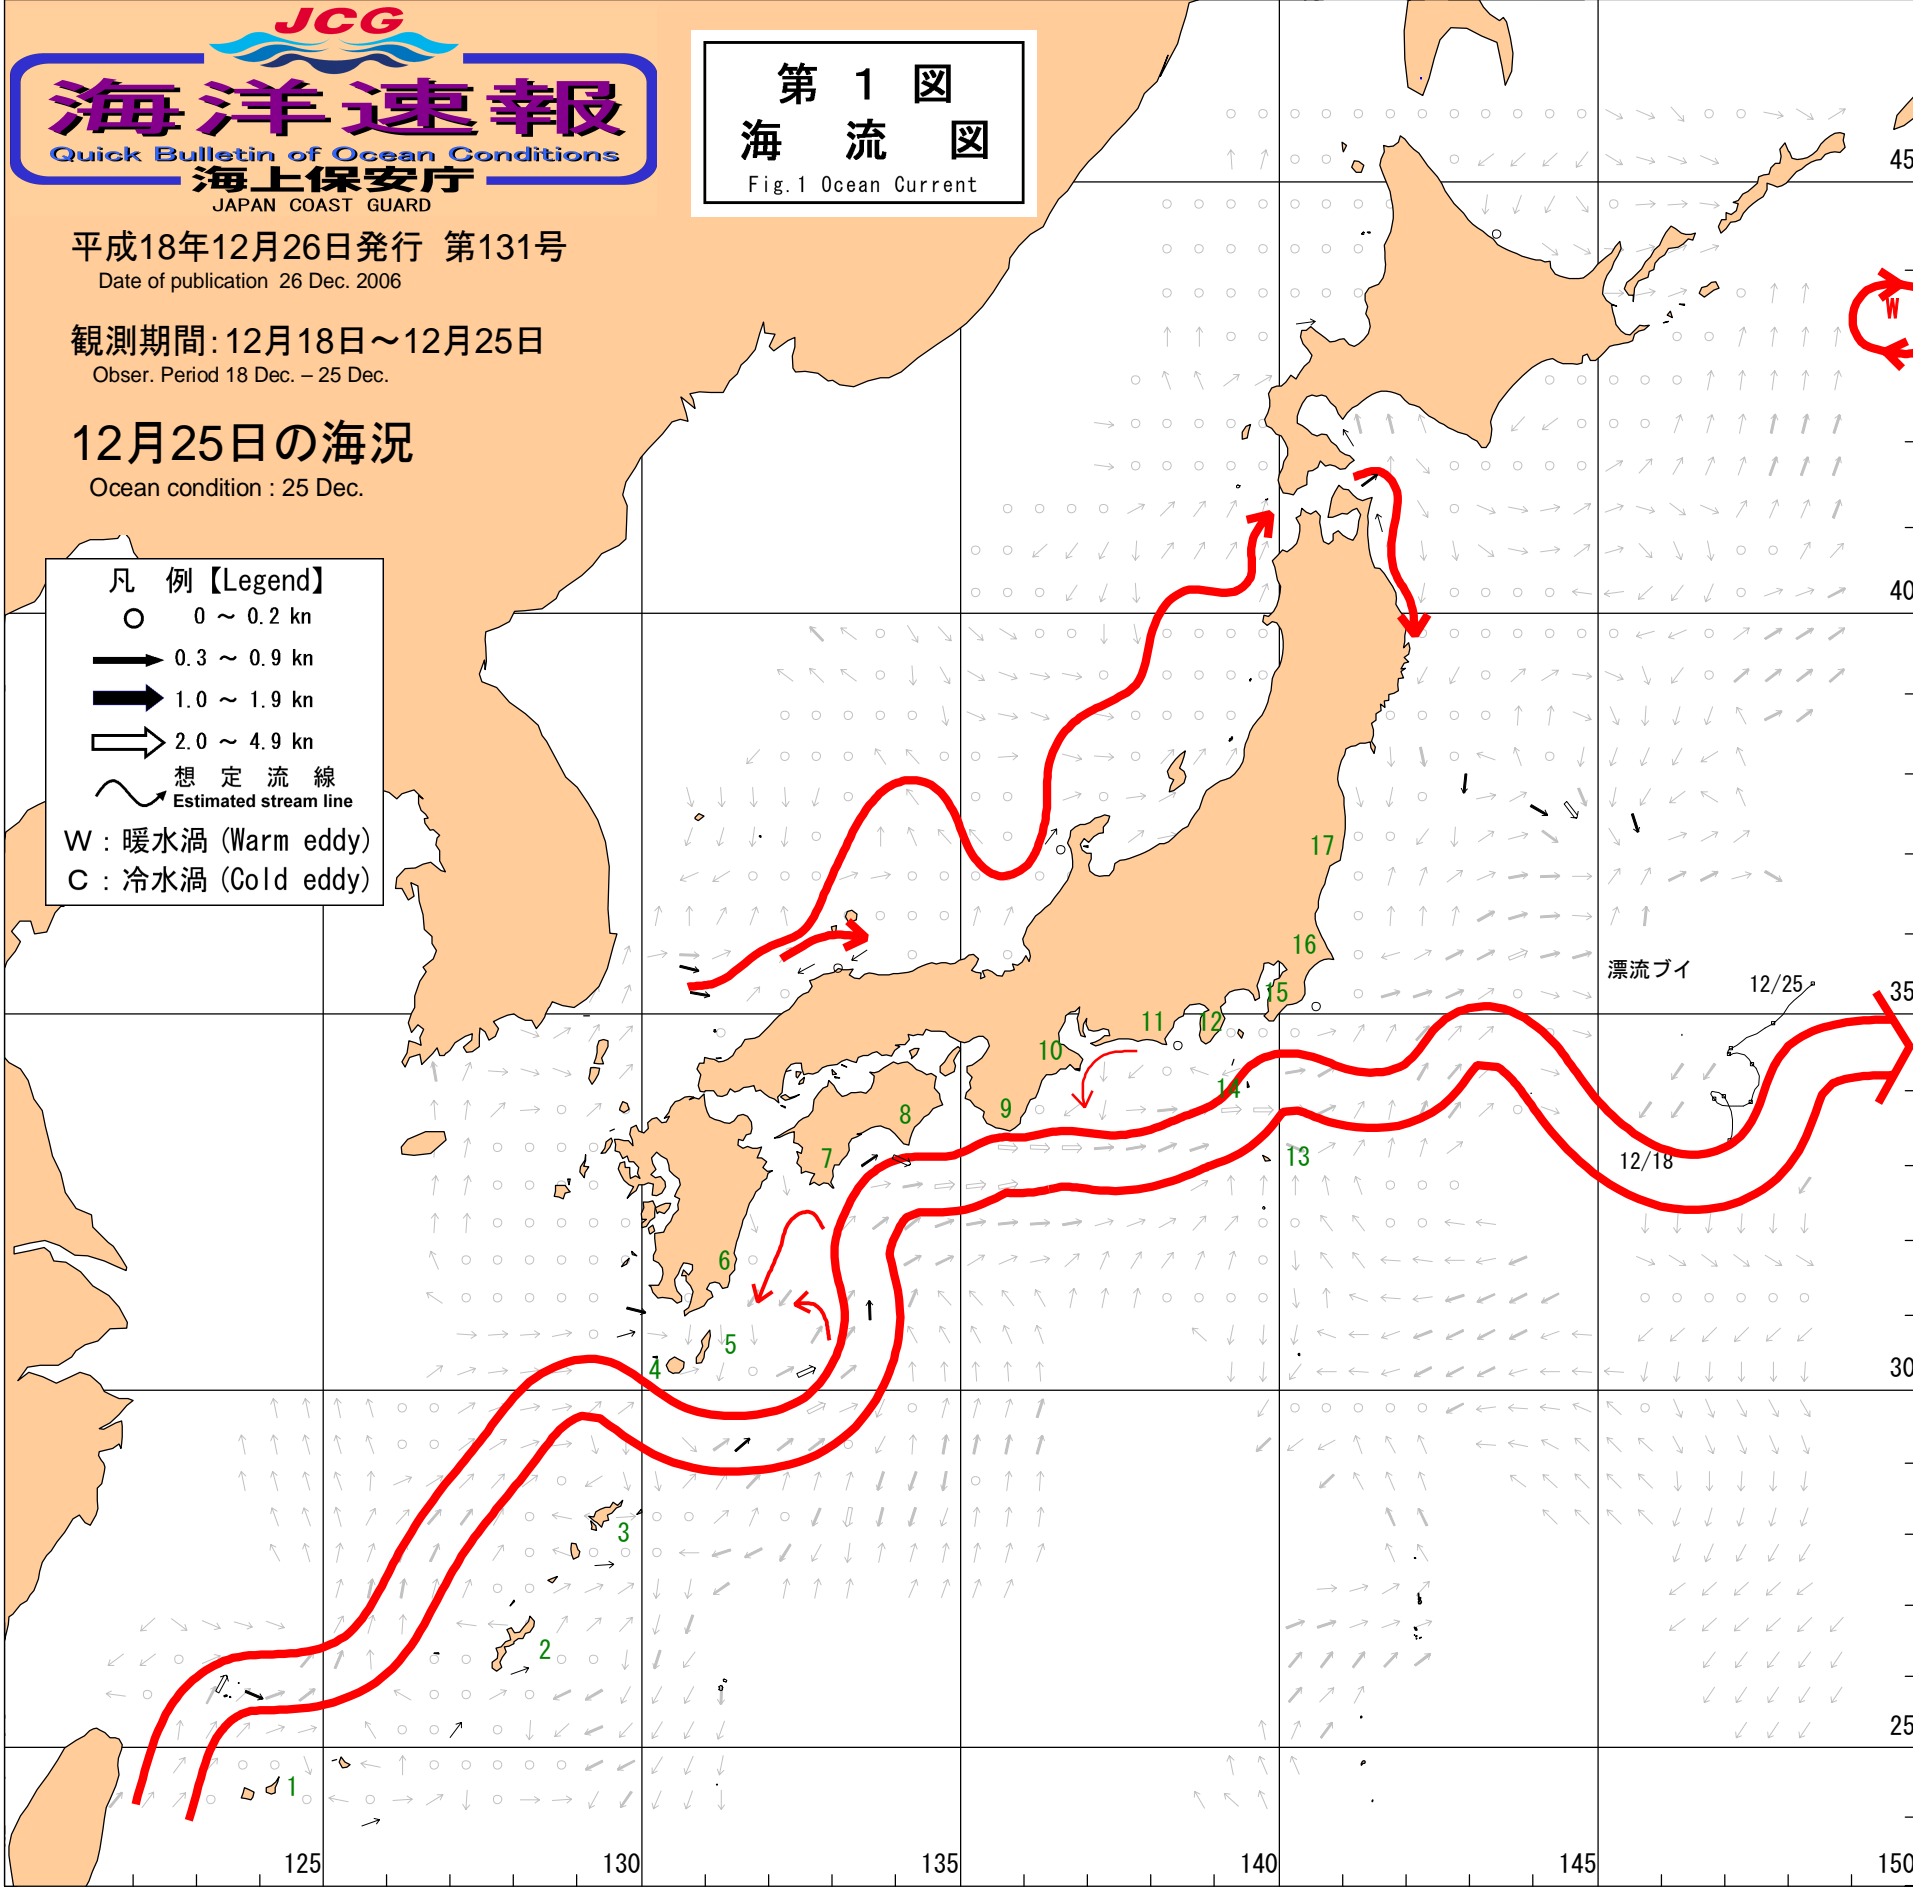 JCG
海洋速報
Quick Bulletin of Ocean Conditions
海上保安庁
JAPAN COAST GUARD
第 1 図
海 流 図
Fig.1 Ocean Current
平成18年12月26日発行 第131号
Date of publication 26 Dec. 2006
観測期間:12月18日～12月25日
Obser. Period 18 Dec. – 25 Dec.
12月25日の海況
Ocean condition : 25 Dec.
凡 例【Legend】
0 ～ 0.2 kn
0.3 ～ 0.9 kn
1.0 ～ 1.9 kn
2.0 ～ 4.9 kn
想 定 流 線
Estimated stream line
W : 暖水渦 (Warm eddy)
C : 冷水渦 (Cold eddy)
45
W
40
17
16
漂流ブイ
12/25
35
15
12
11
10
14
9
8
7
13
12/18
6
5
4
30
3
2
25
1
125
130
135
140
145
150